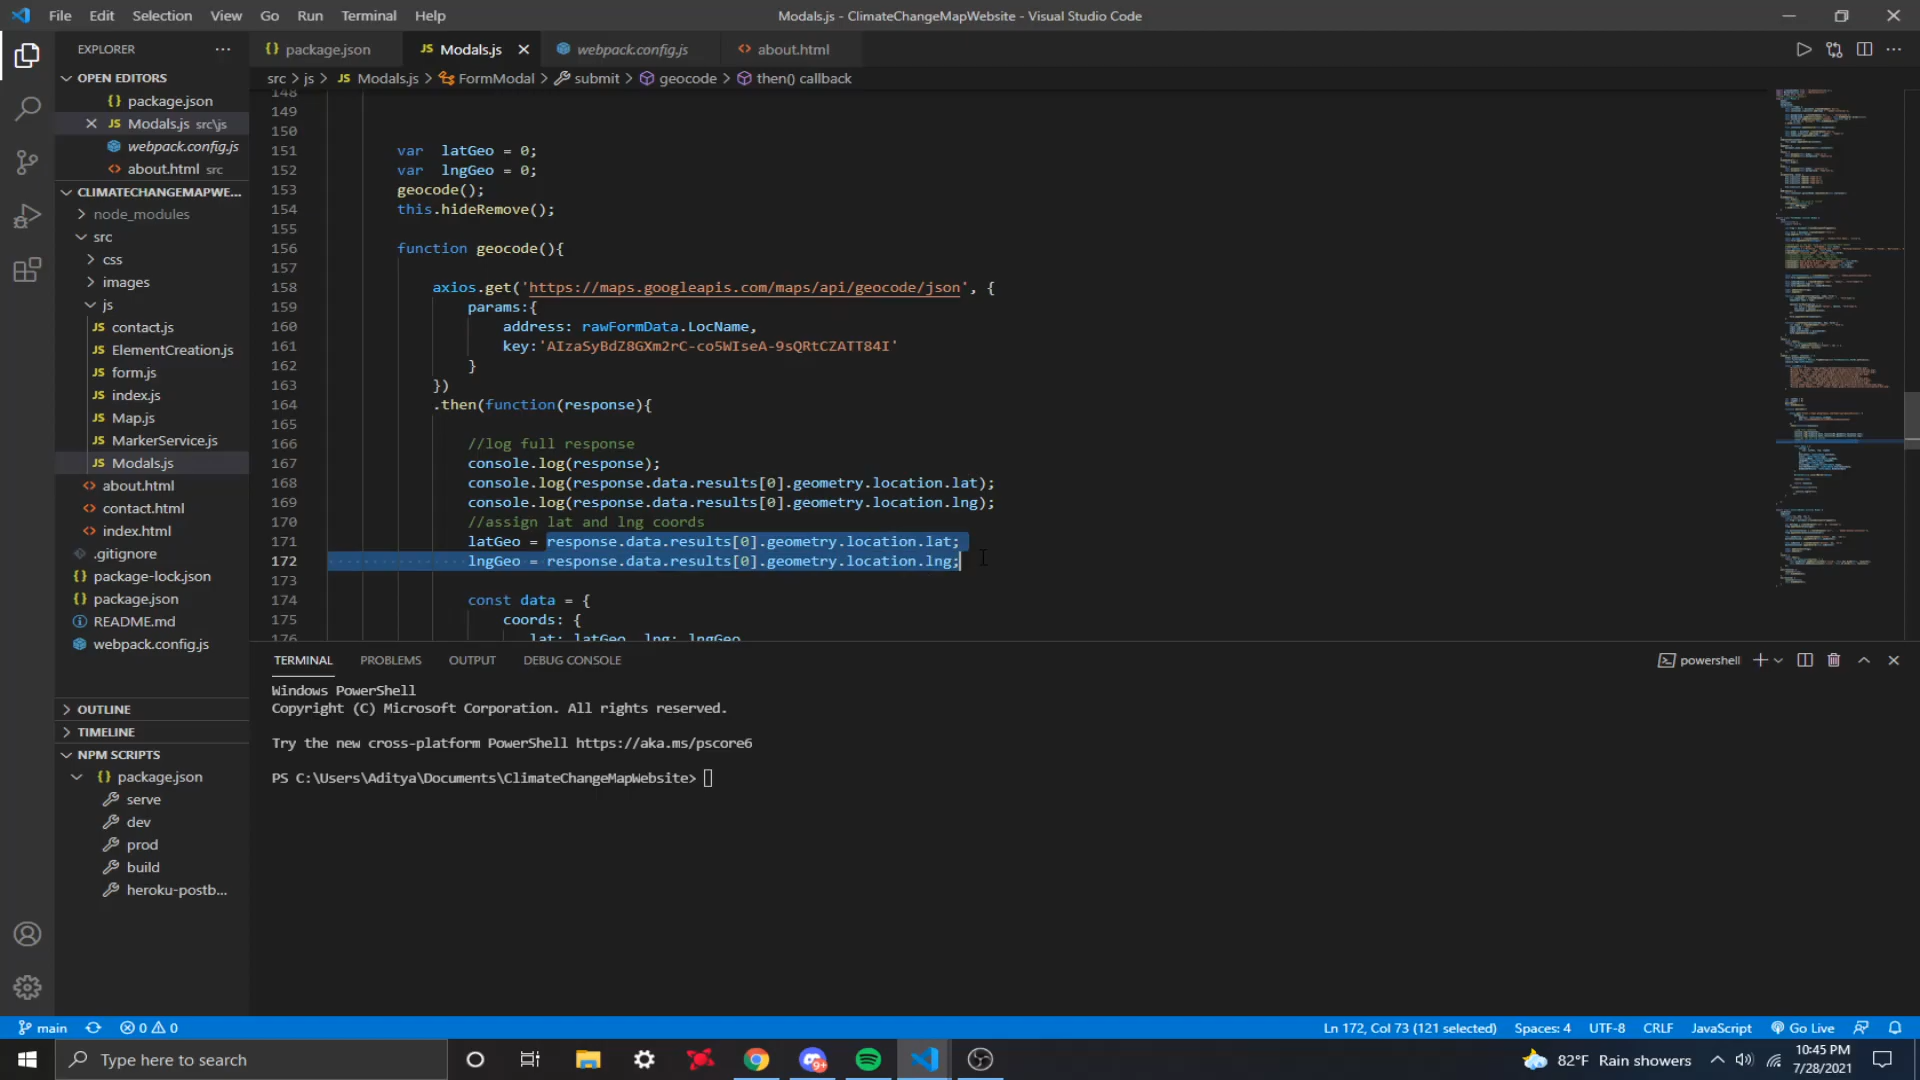 File Edit Selection View Go Run Terminal Help
Modals.js - ClimateChangeMapWebsite - Visual Studio Code
EXPLORER
OPEN EDITORS
package.json
Modals.js src\js
webpack.config.js
about.html src
CLIMATECHANGEMAPWE...
node_modules
src
css
images
js
contact.js
ElementCreation.js
form.js
index.js
Map.js
MarkerService.js
Modals.js
about.html
contact.html
index.html
.gitignore
package-lock.json
package.json
README.md
webpack.config.js
OUTLINE
TIMELINE
NPM SCRIPTS
package.json
serve
dev
prod
build
heroku-postb...
package.json Modals.js webpack.config.js about.html
src > js > JS Modals.js > FormModal > submit > geocode > then() callback
148
149
150
151 var latGeo = 0;
152 var lngGeo = 0;
153 geocode();
154 this.hideRemove();
155
156 function geocode(){
157
158 axios.get('https://maps.googleapis.com/maps/api/geocode/json', {
159 params:{
160 address: rawFormData.LocName,
161 key:'AIzaSyBdZ8GXm2rC-co5WIseA-9sQRtCZATT84I'
162 }
163 })
164 .then(function(response){
165
166 //log full response
167 console.log(response);
168 console.log(response.data.results[0].geometry.location.lat);
169 console.log(response.data.results[0].geometry.location.lng);
170 //assign lat and lng coords
171 latGeo = response.data.results[0].geometry.location.lat;
172 lngGeo = response.data.results[0].geometry.location.lng;
173
174 const data = {
175 coords: {
176 lat: latGeo, lng: lngGeo
TERMINAL PROBLEMS OUTPUT DEBUG CONSOLE
powershell
Windows PowerShell
Copyright (C) Microsoft Corporation. All rights reserved.
Try the new cross-platform PowerShell https://aka.ms/pscore6
PS C:\Users\Aditya\Documents\ClimateChangeMapWebsite>
main 0 0
Ln 172, Col 73 (121 selected) Spaces: 4 UTF-8 CRLF JavaScript Go Live
Type here to search
9+
82°F Rain showers
10:45 PM
7/28/2021